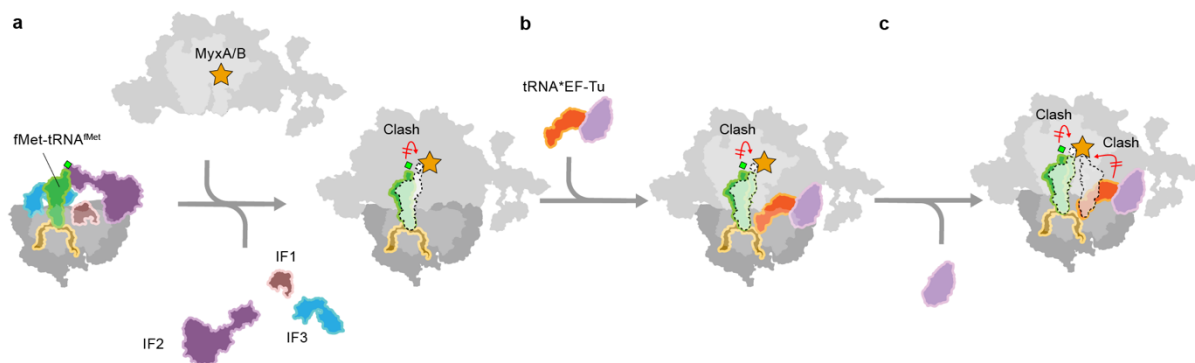 a
MyxA/B
fMet-tRNAfMet
Clash
IF1
IF2
IF3
b
tRNA*EF-Tu
Clash
c
Clash
Clash